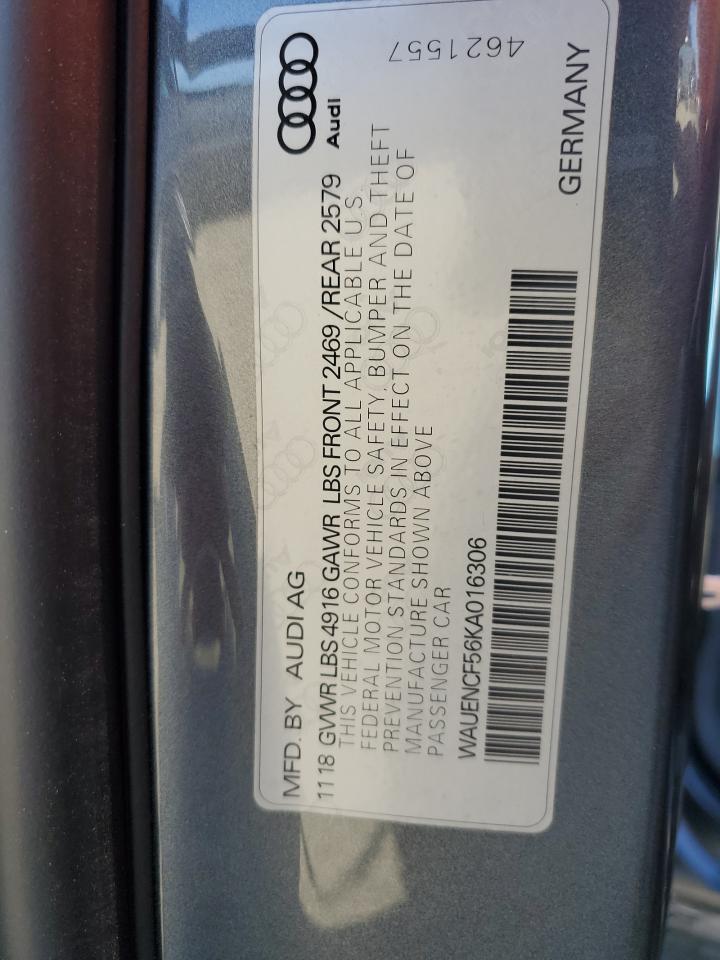 MFD. BY AUDI AG
Audi
1118 GVWR LBS 4916 GAWR LBS FRONT 2469 /REAR 2579
THIS VEHICLE CONFORMS TO ALL APPLICABLE U S
FEDERAL MOTOR VEHICLE SAFETY, BUMPER AND THEFT
PREVENTION STANDARDS IN EFFECT ON THE DATE OF
MANUFACTURE SHOWN ABOVE
PASSENGER CAR
4621557
WAUENCF56KA016306
GERMANY